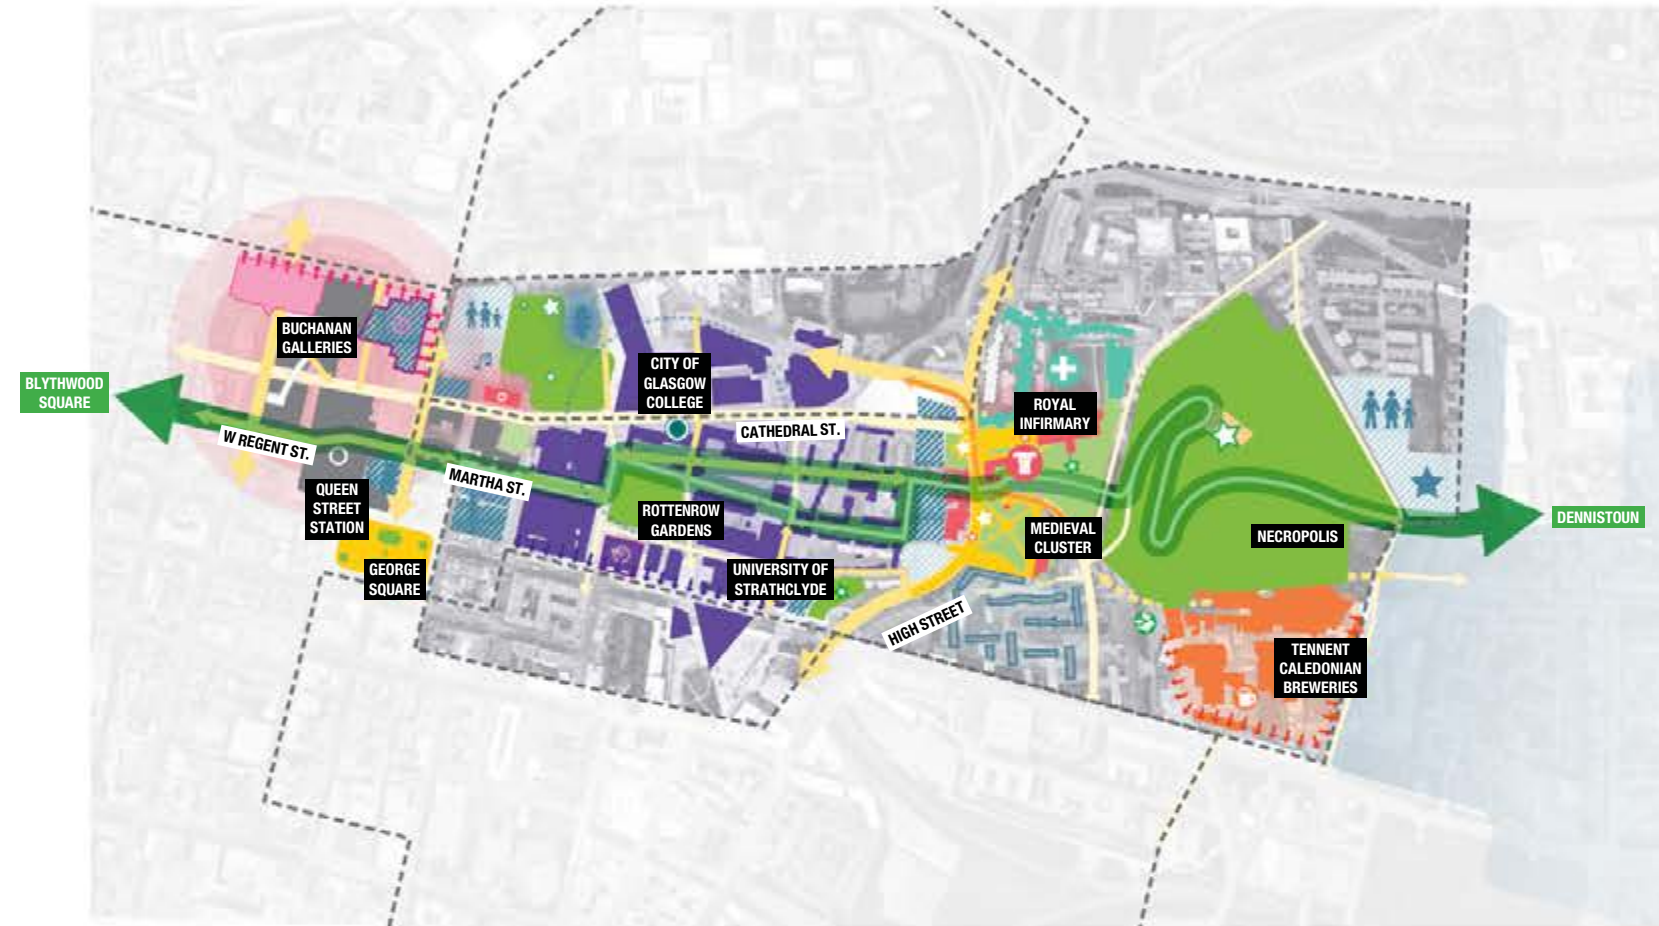 BUCHANAN
GALLERIES
BLYTHWOOD
SQUARE
CITY OF
GLASGOW
COLLEGE
ROYAL
INFIRMARY
W REGENT ST.
CATHEDRAL ST.
MARTHA ST.
QUEEN
STREET
STATION
ROTTENROW
GARDENS
MEDIEVAL
CLUSTER
NECROPOLIS
DENNISTOUN
GEORGE
SQUARE
UNIVERSITY OF
STRATHCLYDE
HIGH STREET
TENNENT
CALEDONIAN
BREWERIES